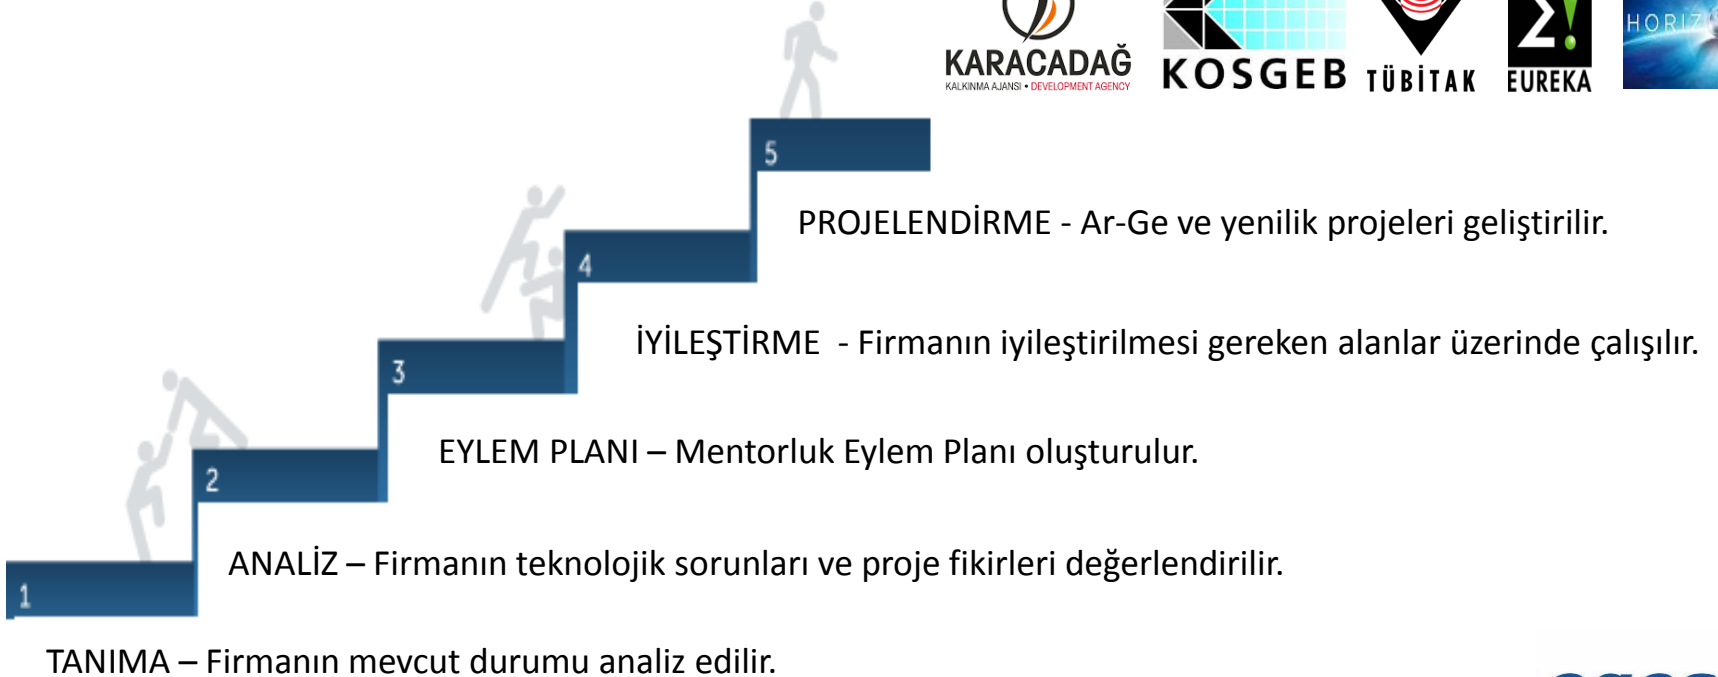 KARACADAĞ
KALKINMA AJANSI • DEVELOPMENT AGENCY
KOSGEB
TÜBİTAK
EUREKA
5
PROJELENDİRME - Ar-Ge ve yenilik projeleri geliştirilir.
4
İYİLEŞTİRME - Firmanın iyileştirilmesi gereken alanlar üzerinde çalışılır.
3
EYLEM PLANI – Mentorluk Eylem Planı oluşturulur.
2
ANALİZ – Firmanın teknolojik sorunları ve proje fikirleri değerlendirilir.
1
TANIMA – Firmanın mevcut durumu analiz edilir.